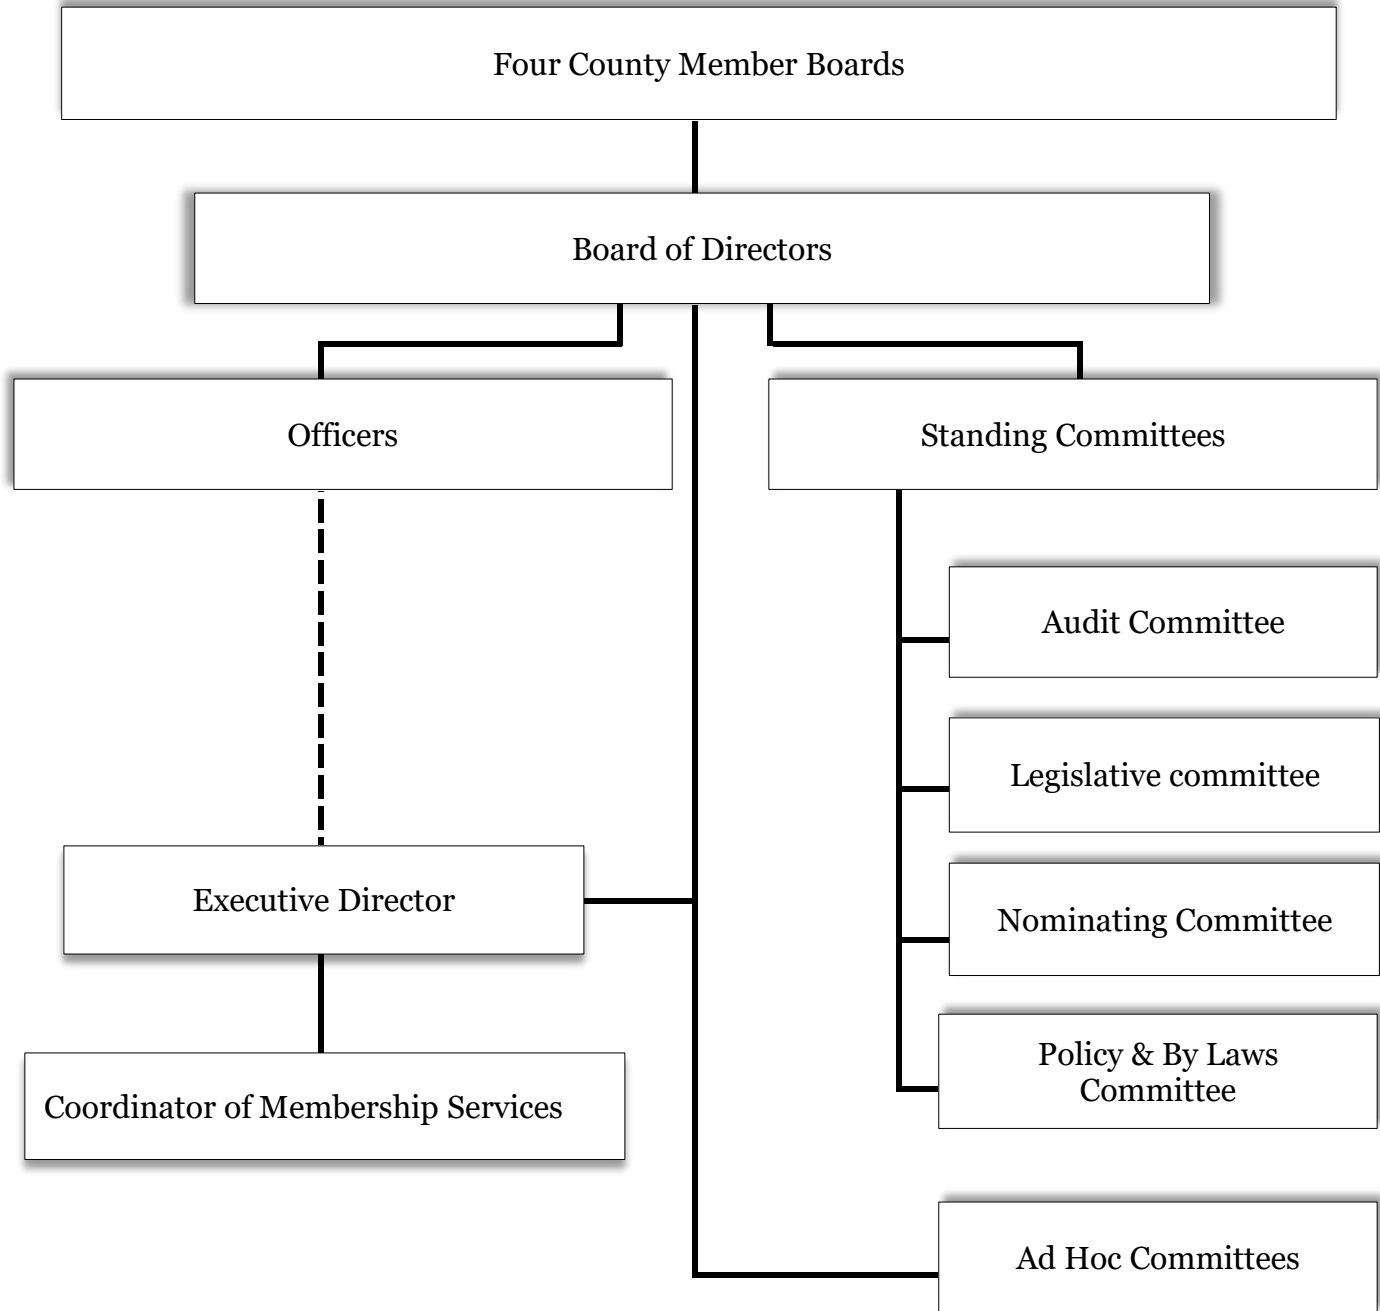 Four County Member Boards
Board of Directors
Officers
Standing Committees
Audit Committee
Legislative committee
Executive Director
Nominating Committee
Policy & By Laws
Committee
Coordinator of Membership Services
Ad Hoc Committees